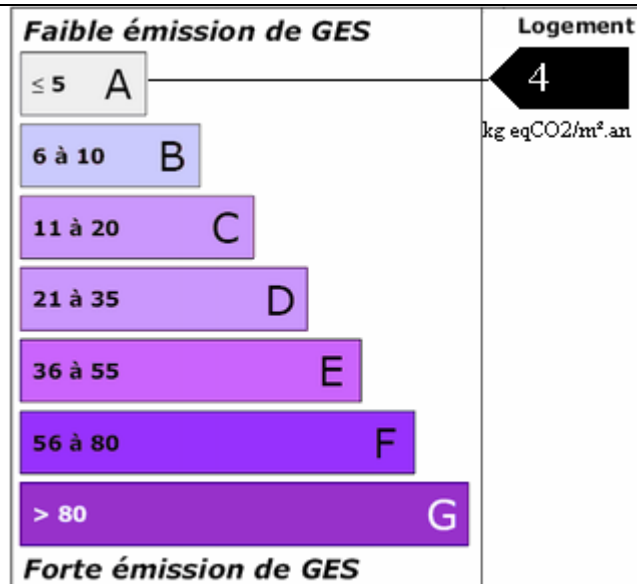 Faible émission de GES
Logement
≤ 5 A
4
kg eqCO2/m².an
6 à 10 B
11 à 20 C
21 à 35 D
36 à 55 E
56 à 80 F
> 80 G
Forte émission de GES